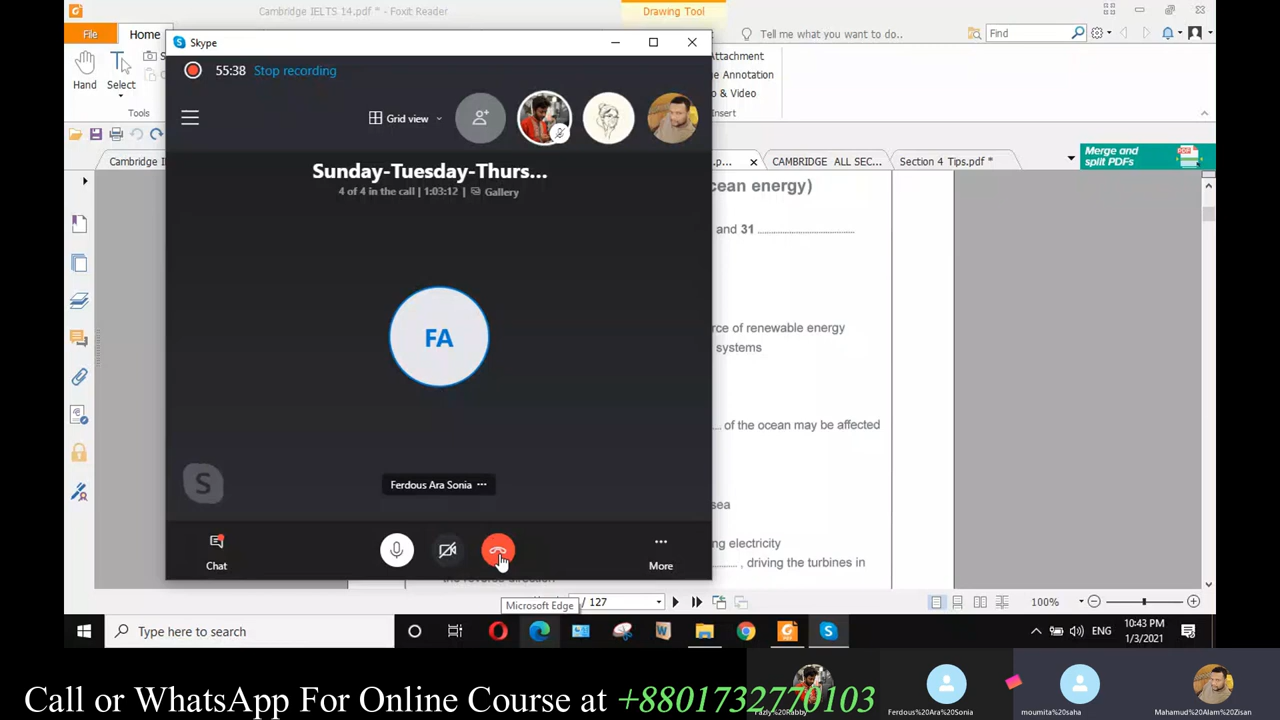 Cambridge IELTS 14.pdf * - Foxit Reader
Drawing Tool
File
Home
Tell me what you want to do..
Find
Skype
55:38 Stop recording
Hand
Select
Tools
Attachment
e Annotation
& Video
Insert
Grid view
Cambridge I
.p...
CAMBRIDGE ALL SEC...
Section 4 Tips.pdf *
Merge and
split PDFs
Sunday-Tuesday-Thurs...
4 of 4 in the call | 1:03:12 | Gallery
cean energy)
and 31 ..................................
rce of renewable energy
systems
FA
.... of the ocean may be affected
Ferdous Ara Sonia ...
S
sea
ng electricity
........ , driving the turbines in
the reverse direction
Chat
More
Microsoft Edge
/ 127
100%
Type here to search
ENG
10:43 PM
1/3/2021
Call or WhatsApp For Online Course at +8801732770103
Fazly%20Rabby
Ferdous%20Ara%20Sonia
moumita%20saha
Mahamud%20Alam%20Zisan